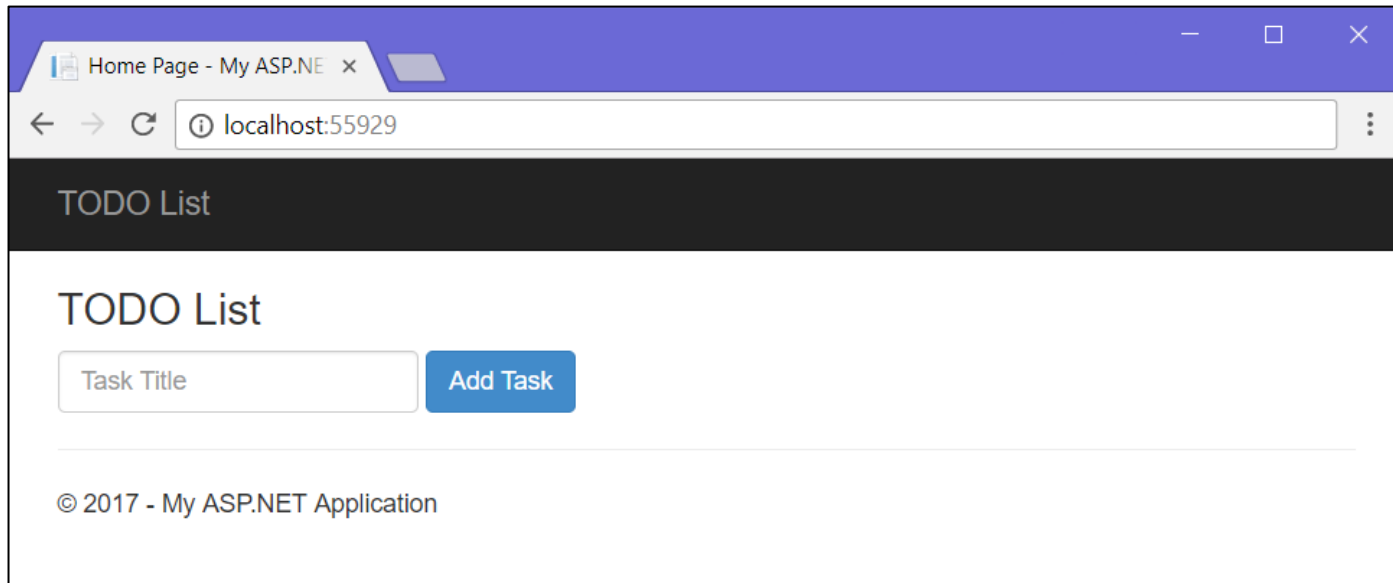 Home Page - My ASP.NE
localhost:55929
TODO List
TODO List
Task Title
Add Task
© 2017 - My ASP.NET Application